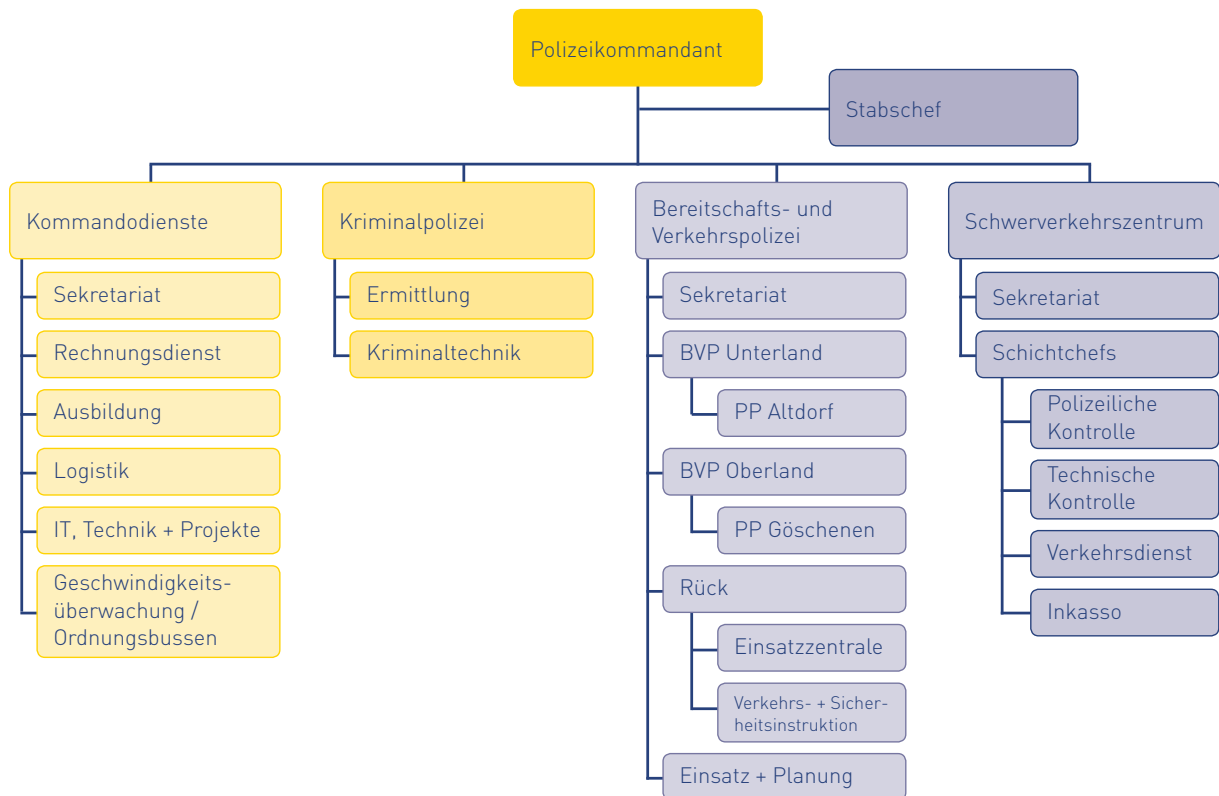 Polizeikommandant
Stabschef
Kommandodienste
Sekretariat
Rechnungsdienst
Ausbildung
Logistik
IT, Technik + Projekte
Geschwindigkeits-
überwachung /
Ordnungsbussen
Kriminalpolizei
Ermittlung
Kriminaltechnik
Bereitschafts- und
Verkehrspolizei
Sekretariat
BVP Unterland
PP Altdorf
BVP Oberland
PP Göschenen
Rück
Einsatzzentrale
Verkehrs- + Sicher-
heitsinstruktion
Einsatz + Planung
Schwerverkehrszentrum
Sekretariat
Schichtchefs
Polizeiliche
Kontrolle
Technische
Kontrolle
Verkehrsdienst
Inkasso